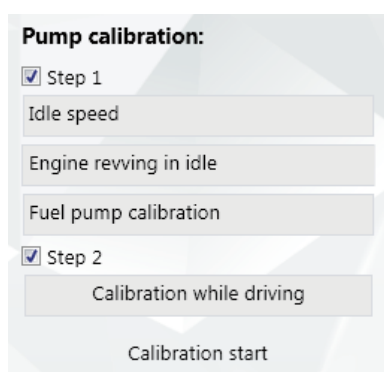 Pump calibration:
Step 1
Idle speed
Engine revving in idle
Fuel pump calibration
Step 2
Calibration while driving
Calibration start